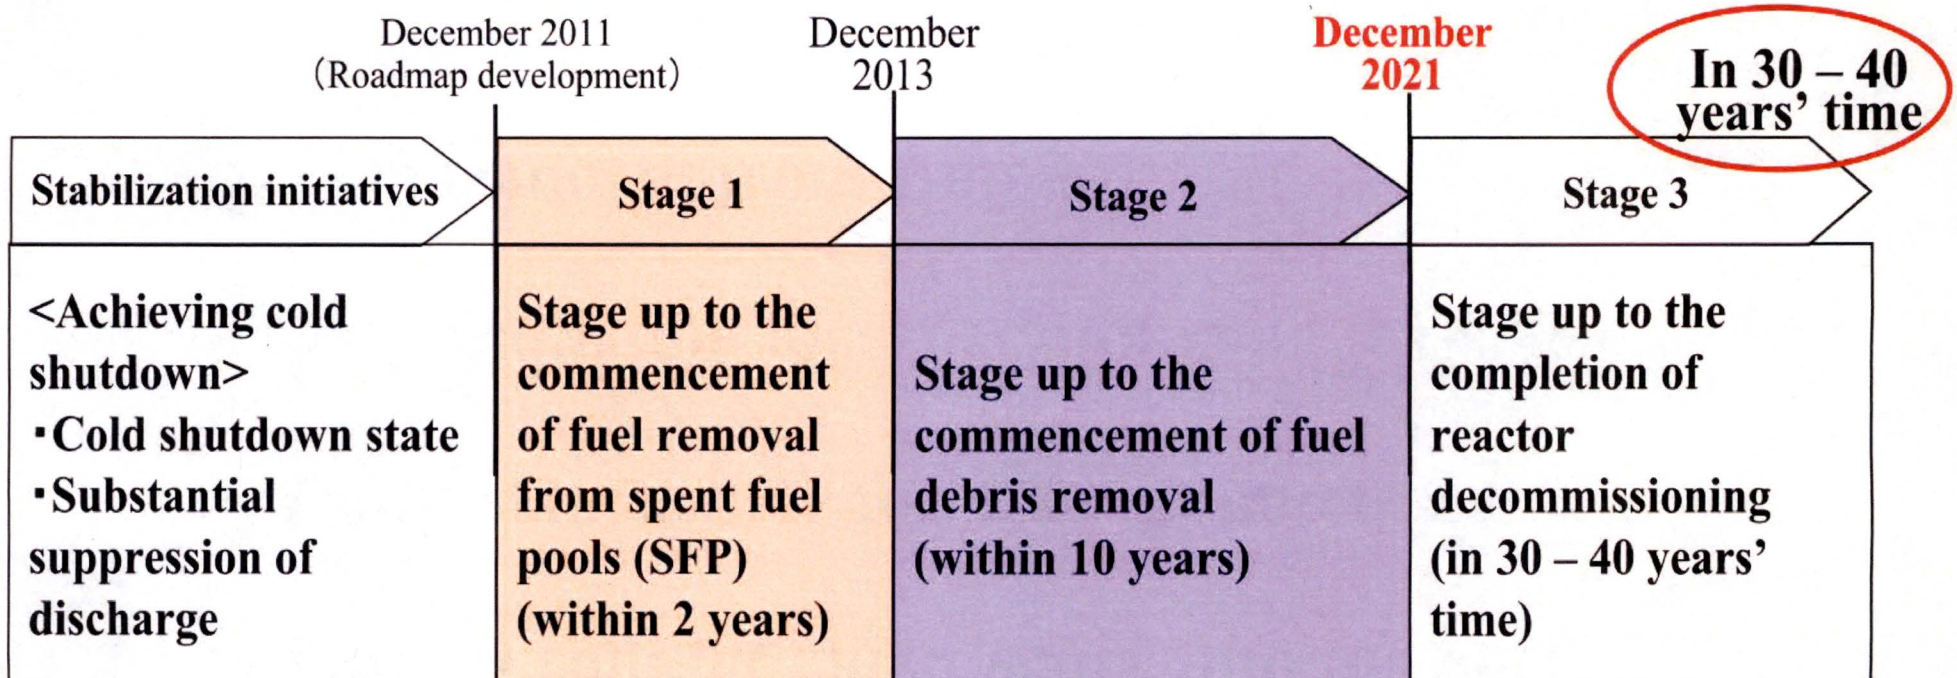 December 2011
(Roadmap development)
December
2013
December
2021
In 30 – 40
years’ time
Stabilization initiatives
Stage 1
Stage 2
Stage 3
<Achieving cold
shutdown>
▪Cold shutdown state
▪Substantial
suppression of
discharge
Stage up to the
commencement
of fuel removal
from spent fuel
pools (SFP)
(within 2 years)
Stage up to the
commencement of fuel
debris removal
(within 10 years)
Stage up to the
completion of
reactor
decommissioning
(in 30 – 40 years’
time)